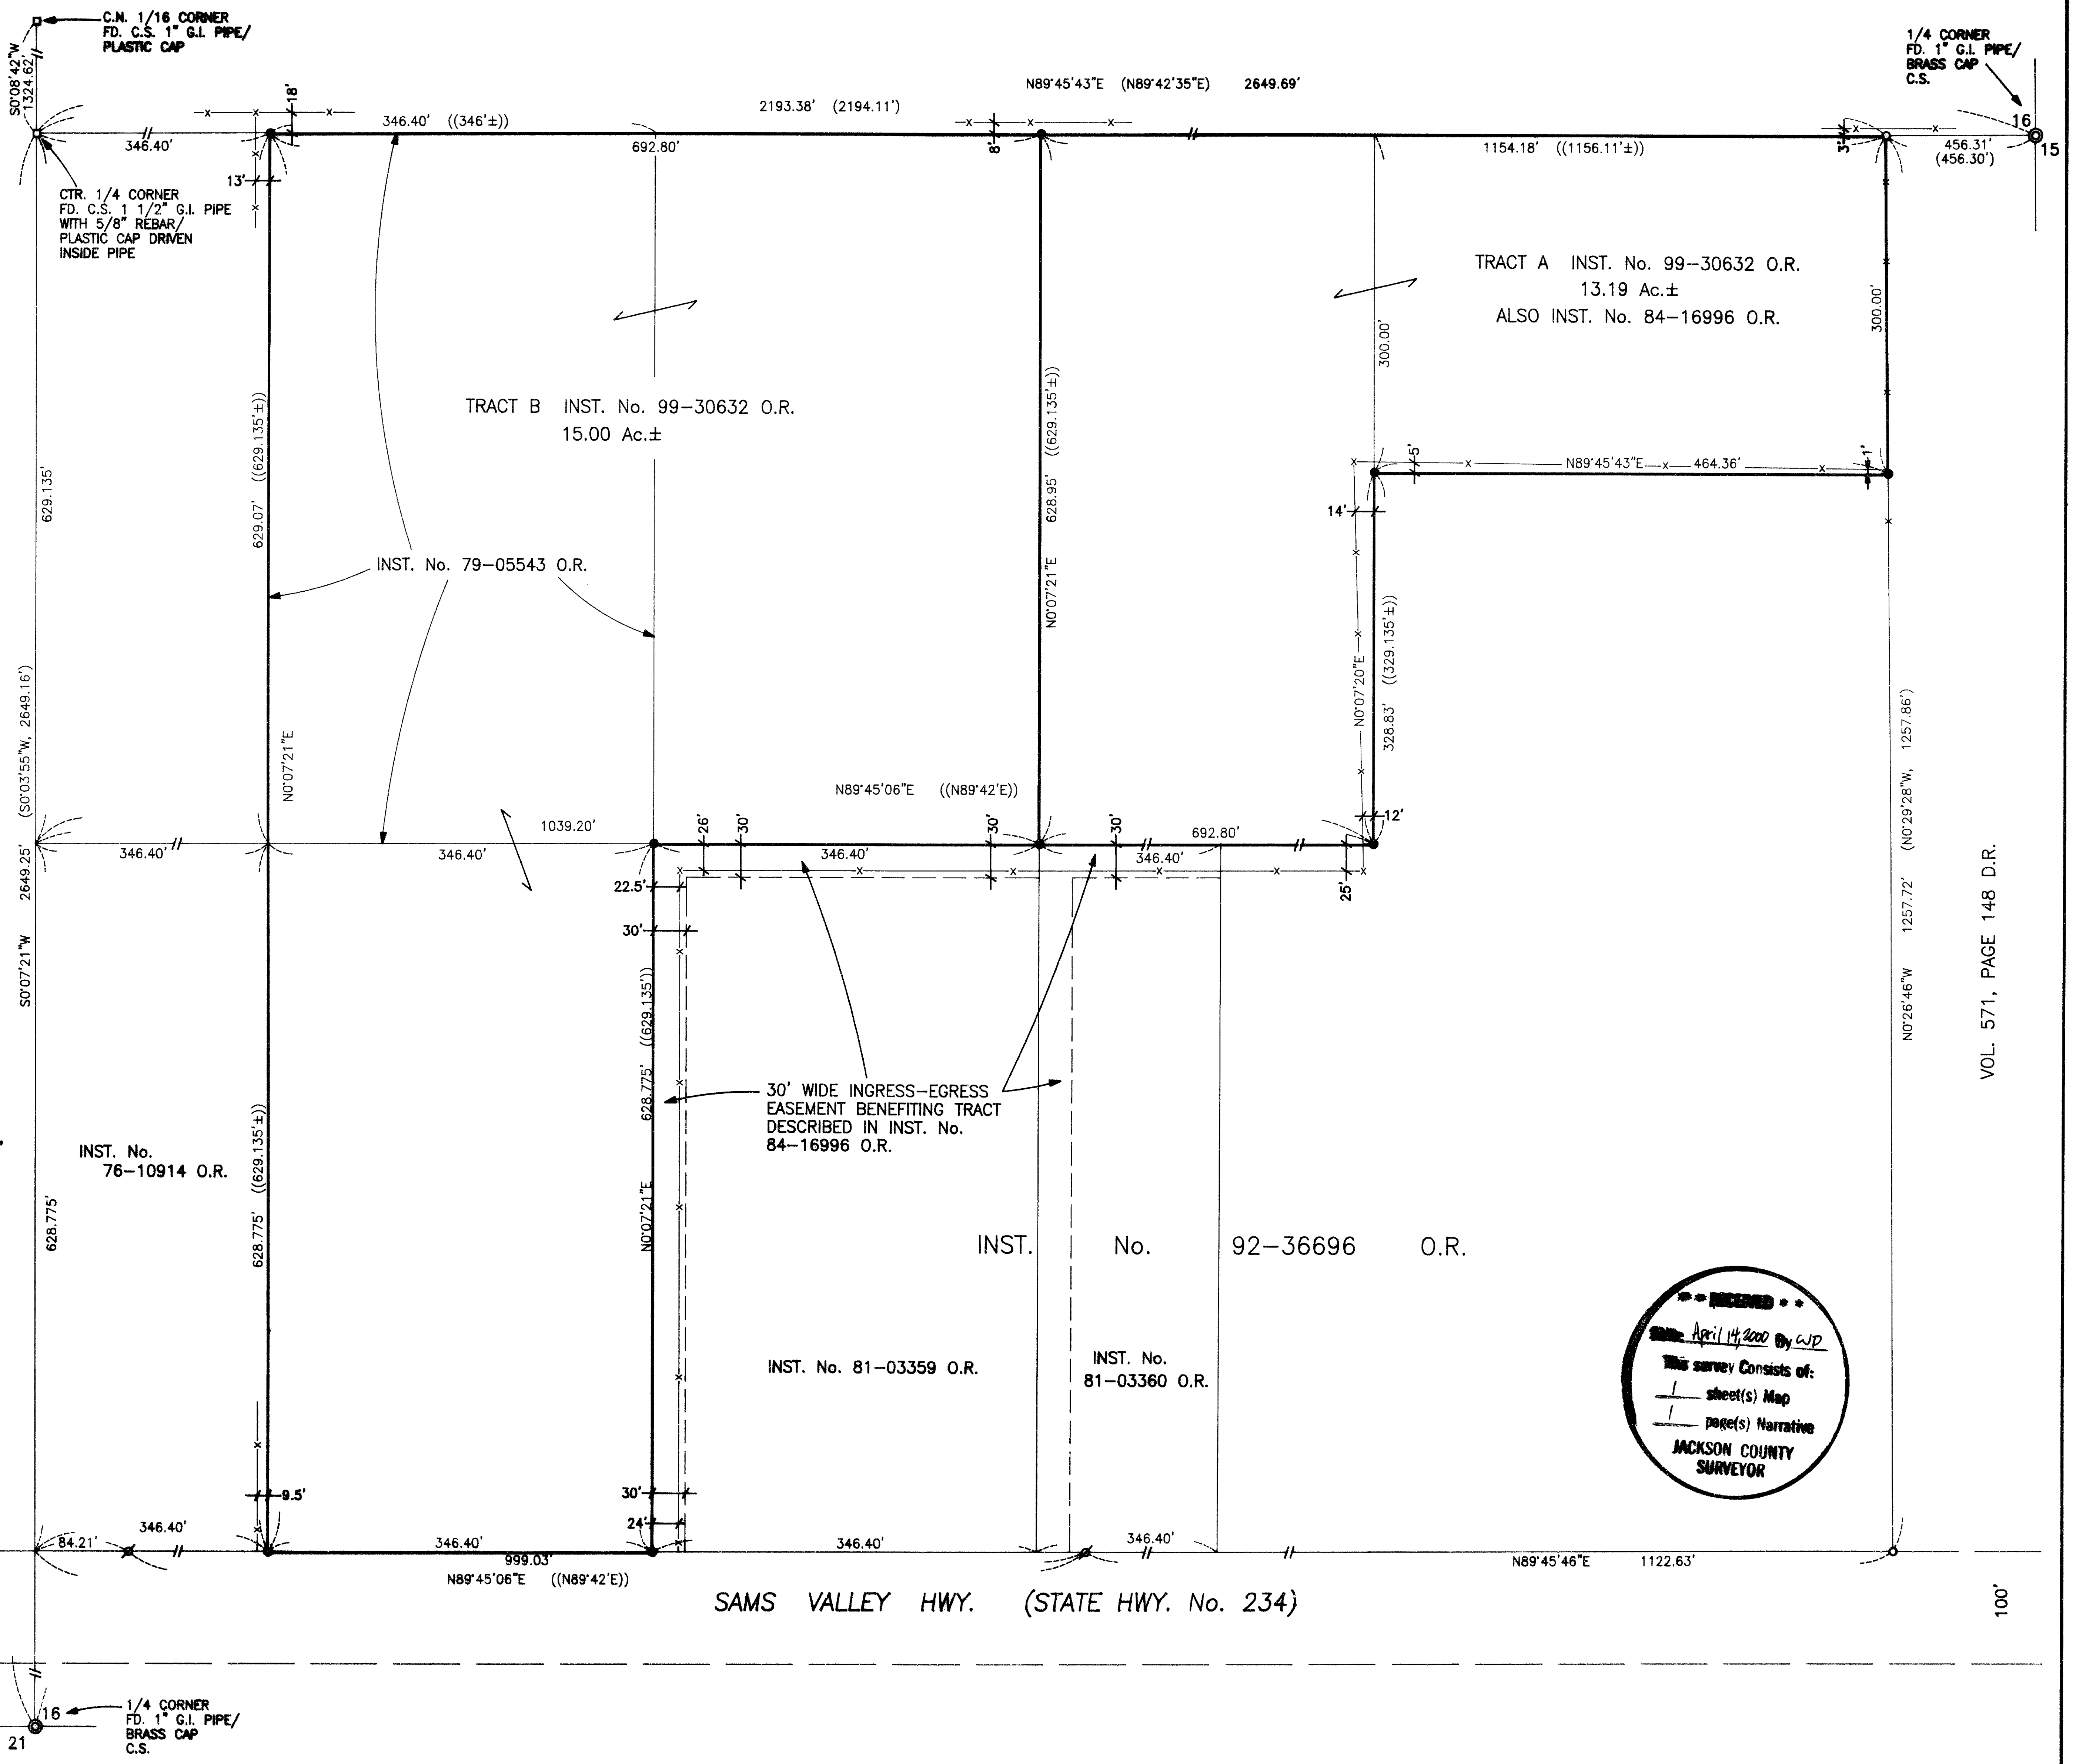 C.N. 1/16 CORNER
FD. C.S. 1" G.I. PIPE/
PLASTIC CAP
S0°08'42"W
1324.62'
1/4 CORNER
FD. 1" G.I. PIPE/
BRASS CAP
C.S.
N89°45'43"E (N89°42'35"E) 2649.69'
2193.38' (2194.11')
18'
346.40' ((346'±))
346.40'
692.80'
8'
1154.18' ((1156.11'±))
3'
456.31'
(456.30')
16
15
13'
CTR. 1/4 CORNER
FD. C.S. 1 1/2" G.I. PIPE
WITH 5/8" REBAR/
PLASTIC CAP DRIVEN
INSIDE PIPE
TRACT A INST. No. 99-30632 O.R.
13.19 Ac.±
ALSO INST. No. 84-16996 O.R.
300.00'
300.00'
TRACT B INST. No. 99-30632 O.R.
15.00 Ac.±
629.135'
629.07' ((629.135'±))
N0°07'21"E
628.95' ((629.135'±))
N0°07'21"E
5'
N89°45'43"E
464.36'
1'
14'
INST. No. 79-05543 O.R.
N0°07'20"E
328.83' ((329.135'±))
12'
S0°07'21"W 2649.25' (S0°03'55"W, 2649.16')
N0°26'46"W 1257.72' (N0°29'28"W, 1257.86')
VOL. 571, PAGE 148 D.R.
N89°45'06"E ((N89°42'E))
1039.20'
26'
30'
30'
30'
692.80'
346.40'
346.40'
346.40'
346.40'
25'
22.5'
30'
628.775' ((629.135'))
N0°07'21"E
30' WIDE INGRESS-EGRESS
EASEMENT BENEFITING TRACT
DESCRIBED IN INST. No.
84-16996 O.R.
INST. No.
76-10914 O.R.
628.775'
628.775' ((629.135'±))
INST. No. 92-36696 O.R.
INST. No. 81-03359 O.R.
INST. No.
81-03360 O.R.
* * RECEIVED * *
Date April 14, 2000 By WP
This survey Consists of:
1 sheet(s) Map
1 page(s) Narrative
JACKSON COUNTY
SURVEYOR
9.5'
30'
24'
84.21'
346.40'
346.40'
999.03'
346.40'
346.40'
N89°45'46"E 1122.63'
N89°45'06"E ((N89°42'E))
SAMS VALLEY HWY. (STATE HWY. No. 234)
100'
16
21
1/4 CORNER
FD. 1" G.I. PIPE/
BRASS CAP
C.S.